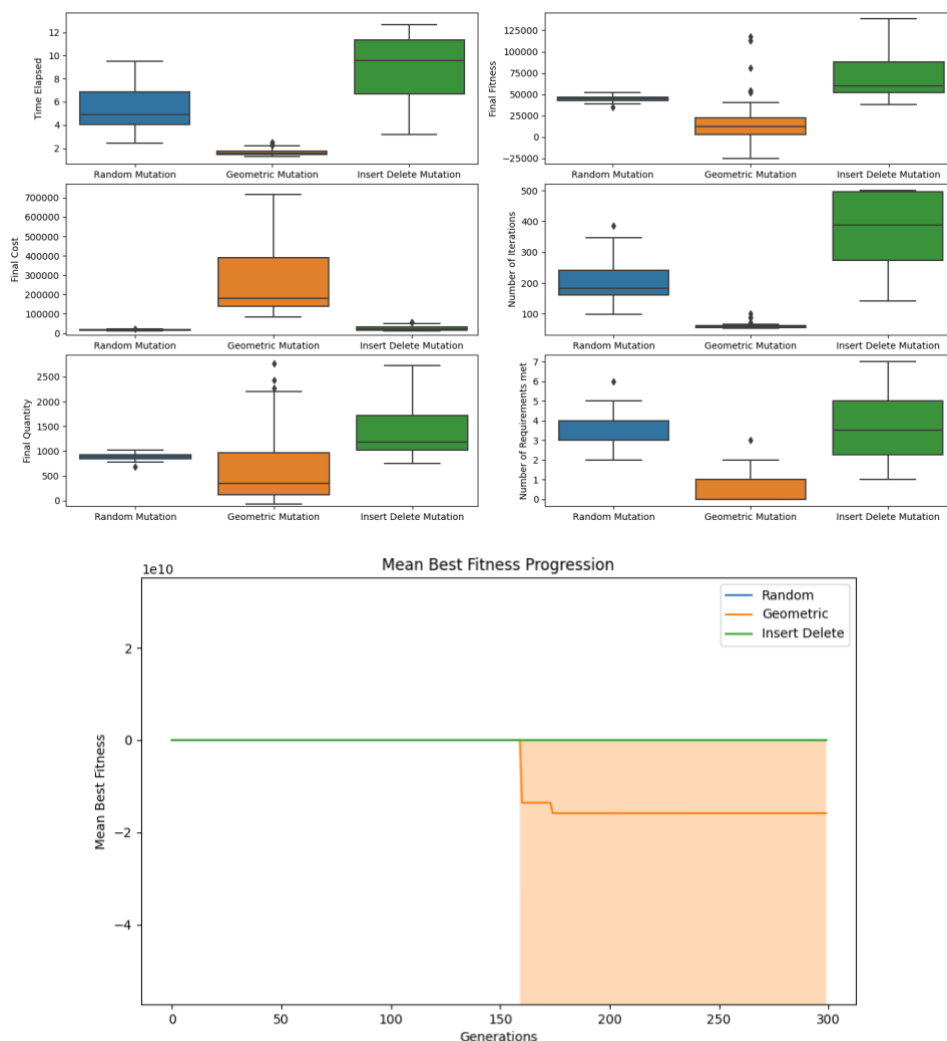 Time Elapsed
12
10
8
6
4
2
Random Mutation Geometric Mutation Insert Delete Mutation
Final Fitness
125000
100000
75000
50000
25000
0
−25000
Random Mutation Geometric Mutation Insert Delete Mutation
Final Cost
700000
600000
500000
400000
300000
200000
100000
0
Random Mutation Geometric Mutation Insert Delete Mutation
Number of Iterations
500
400
300
200
100
Random Mutation Geometric Mutation Insert Delete Mutation
Final Quantity
2500
2000
1500
1000
500
0
Random Mutation Geometric Mutation Insert Delete Mutation
Number of Requirements met
7
6
5
4
3
2
1
0
Random Mutation Geometric Mutation Insert Delete Mutation
Mean Best Fitness Progression
1e10
Random
Geometric
Insert Delete
Mean Best Fitness
2
0
−2
−4
0 50 100 150 200 250 300
Generations